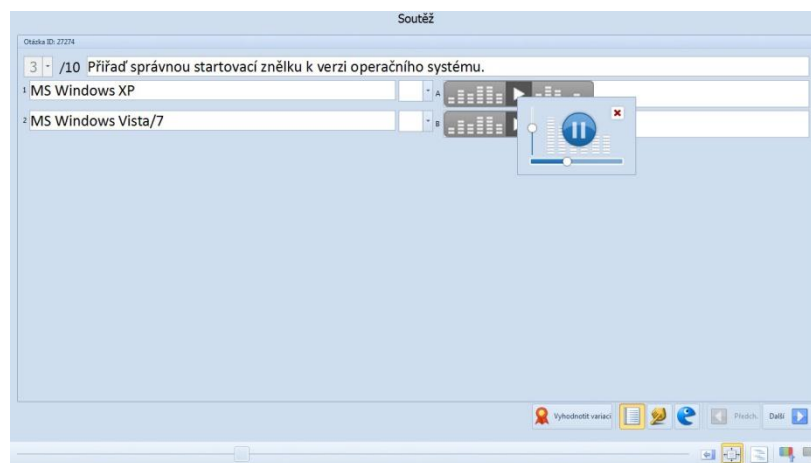 Soutěž
Otázka ID: 27274
3 /10 Přiřaď správnou startovací znělku k verzi operačního systému.
1 MS Windows XP A
2 MS Windows Vista/7 B
Vyhodnotit variaci Předch. Další